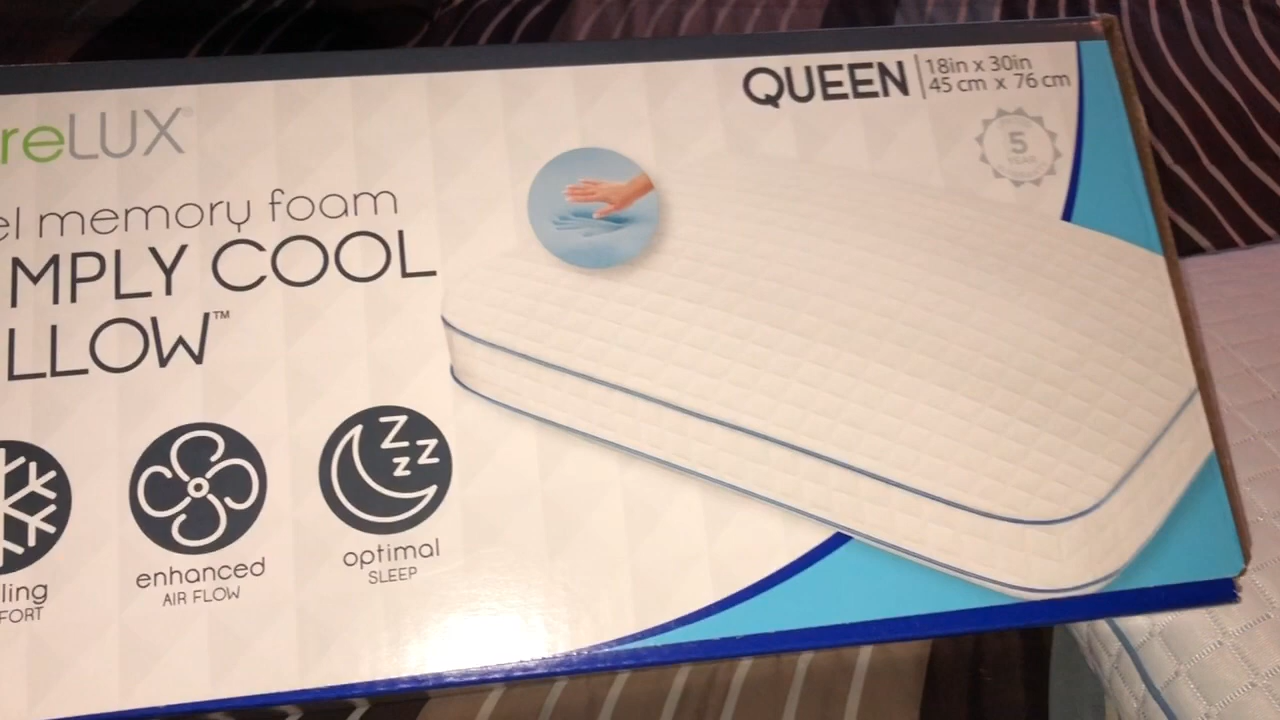 QUEEN
18in x 30in
45 cm x 76 cm
reLUX®
5
el memory foam
MPLY COOL
LLOW™
Z Z Z
ling
FORT
enhanced
AIR FLOW
optimal
SLEEP